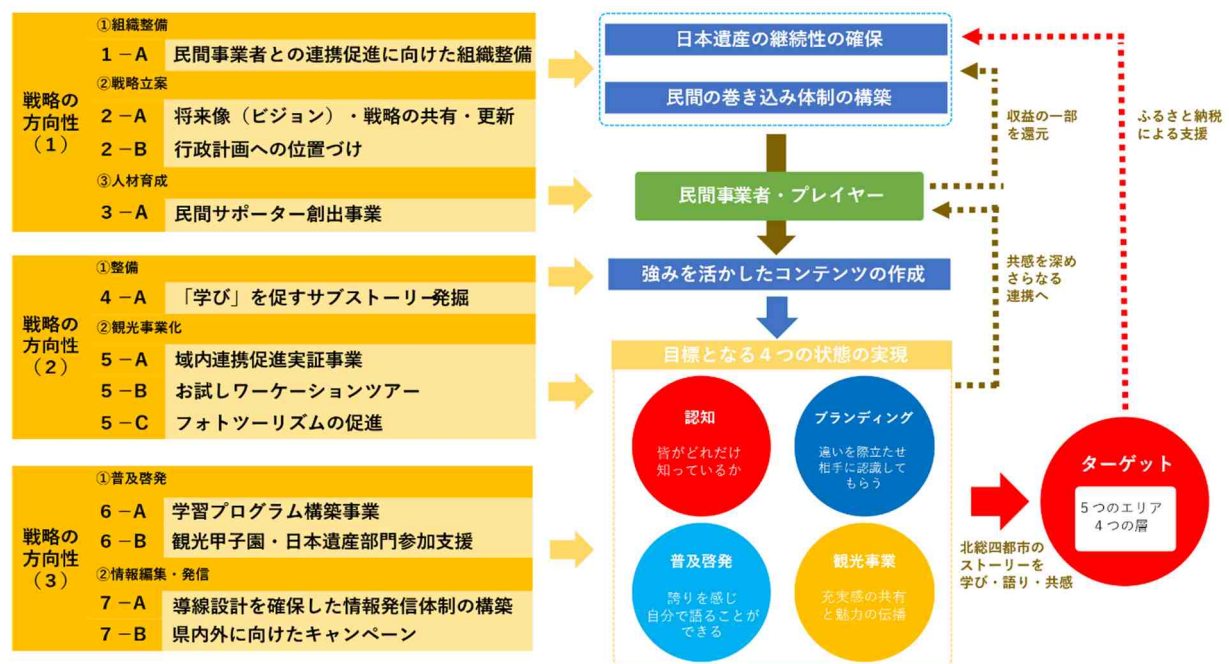 戦略の
方向性
（１）
①組織整備
１－A 民間事業者との連携促進に向けた組織整備
②戦略立案
２－A 将来像（ビジョン）・戦略の共有・更新
２－B 行政計画への位置づけ
③人材育成
３－A 民間サポーター創出事業
戦略の
方向性
（２）
①整備
４－A 「学び」を促すサブストーリー発掘
②観光事業化
５－A 域内連携促進実証事業
５－B お試しワーケーションツアー
５－C フォトツーリズムの促進
戦略の
方向性
（３）
①普及啓発
６－A 学習プログラム構築事業
６－B 観光甲子園・日本遺産部門参加支援
②情報編集・発信
７－A 導線設計を確保した情報発信体制の構築
７－B 県内外に向けたキャンペーン
日本遺産の継続性の確保
民間の巻き込み体制の構築
民間事業者・プレイヤー
強みを活かしたコンテンツの作成
目標となる４つの状態の実現
認知
皆がどれだけ
知っているか
ブランディング
違いを際立たせ
相手に認識して
もらう
普及啓発
誇りを感じ
自分で語ることが
できる
観光事業
充実感の共有
と魅力の伝播
収益の一部
を還元
ふるさと納税
による支援
共感を深め
さらなる
連携へ
ターゲット
５つのエリア
４つの層
北総四都市の
ストーリーを
学び・語り・共感